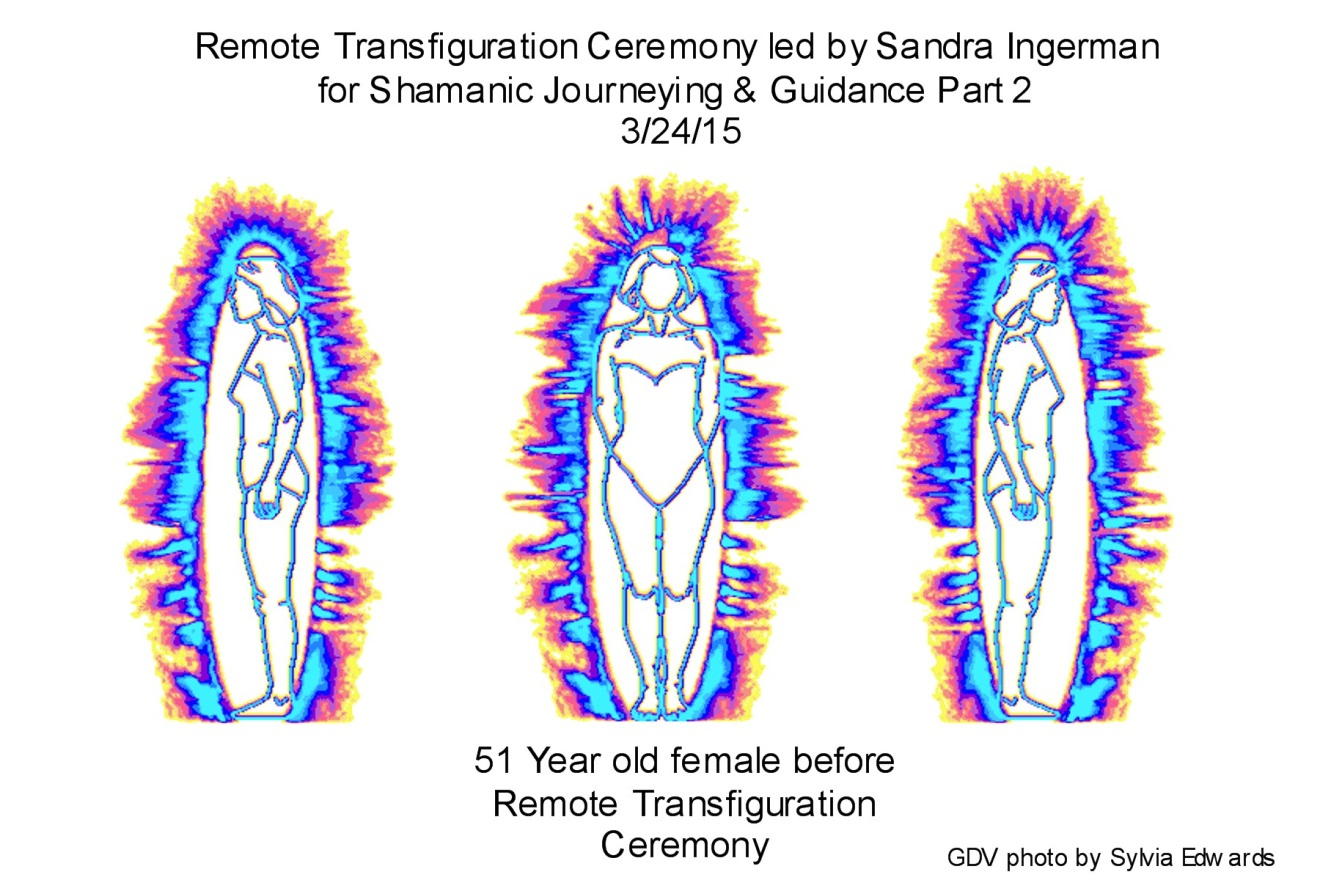 Remote Transfiguration Ceremony led by Sandra Ingerman
for Shamanic Journeying & Guidance Part 2
3/24/15
51 Year old female before
Remote Transfiguration
Ceremony
GDV photo by Sylvia Edwards